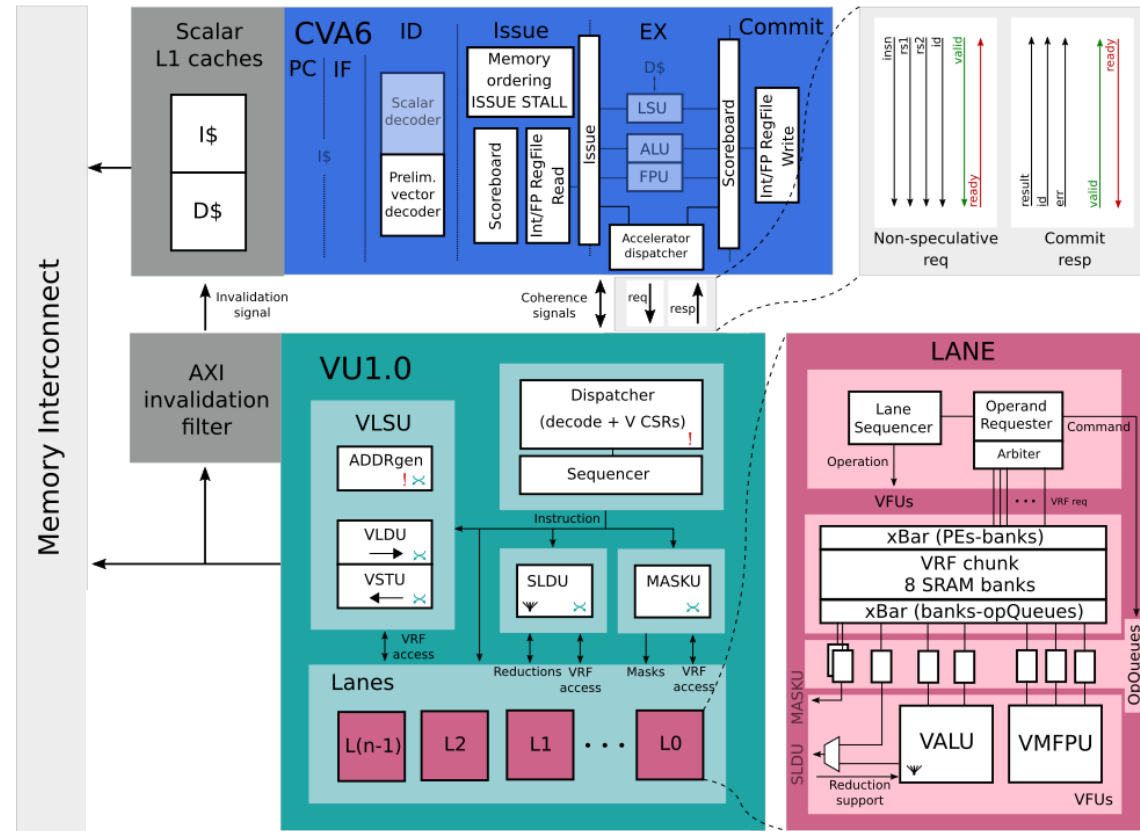 Memory Interconnect
Scalar
L1 caches
I$
D$
CVA6
PC
IF
ID
Issue
EX
Commit
I$
Scalar
decoder
Prelim.
vector
decoder
Memory
ordering
ISSUE STALL
Scoreboard
Int/FP RegFile
Read
Issue
D$
LSU
ALU
FPU
Accelerator
dispatcher
Scoreboard
Int/FP RegFile
Write
insn
rs1
rs2
id
valid
ready
Non-speculative
req
result
id
err
valid
ready
Commit
resp
Invalidation
signal
Coherence
signals
req
resp
AXI
invalidation
filter
VU1.0
VLSU
ADDRgen
!
VLDU
VSTU
Dispatcher
(decode + V CSRs)
!
Sequencer
Instruction
SLDU
MASKU
VRF
access
Reductions
VRF
access
Masks
VRF
access
Lanes
L(n-1)
L2
L1
L0
LANE
Lane
Sequencer
Operand
Requester
Arbiter
Command
Operation
VFUs
VRF req
xBar (PEs-banks)
VRF chunk
8 SRAM banks
xBar (banks-opQueues)
OpQueues
MASKU
SLDU
VALU
VMFPU
Reduction
support
VFUs